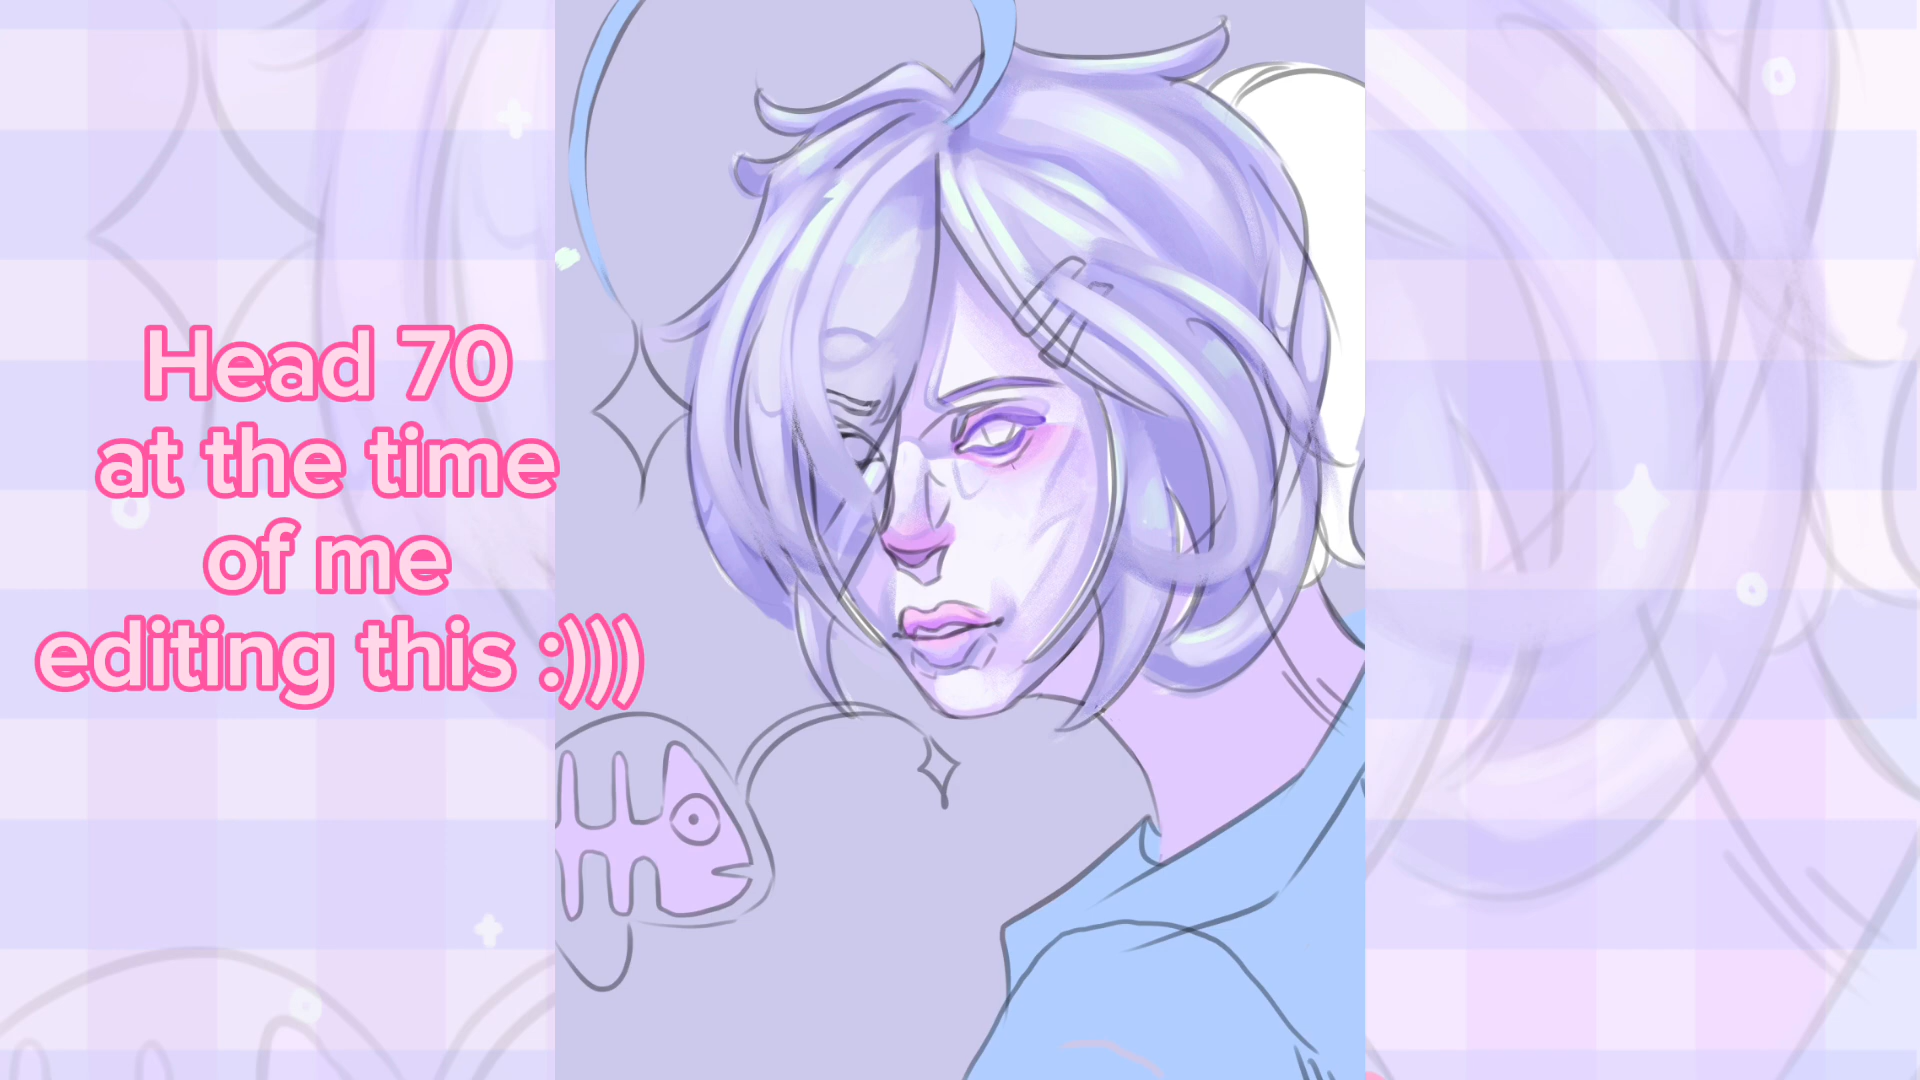 Head 70
at the time
of me
editing this :)))